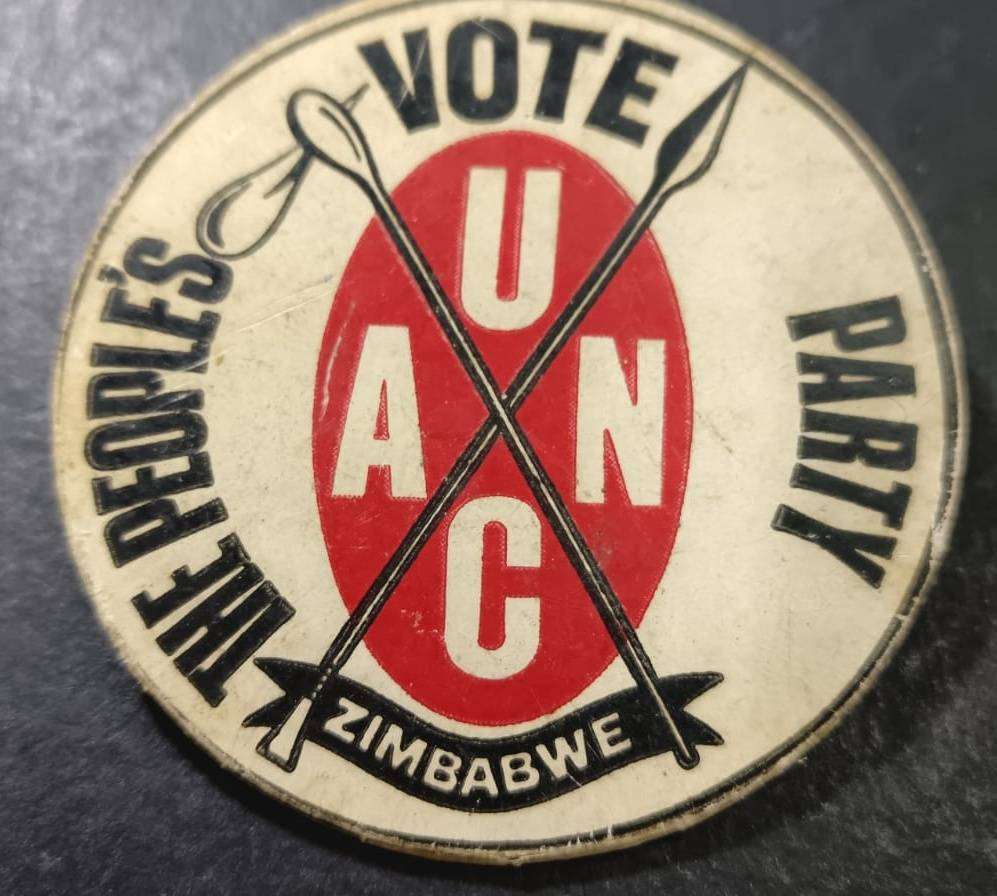 VOTE
THE PEOPLE'S
PARTY
U
A N
C
ZIMBABWE